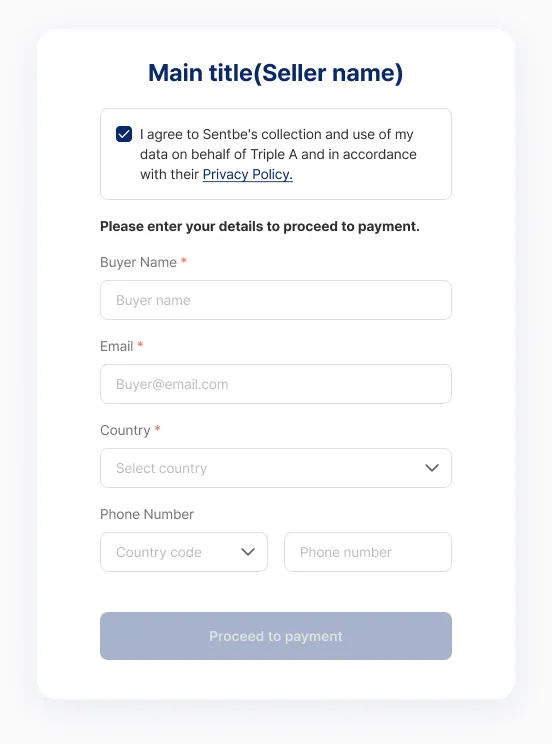 Main title(Seller name)
I agree to Sentbe's collection and use of my
data on behalf of Triple A and in accordance
with their Privacy Policy.
Please enter your details to proceed to payment.
Buyer Name *
Buyer name
Email *
Buyer@email.com
Country *
Select country
Phone Number
Country code
Phone number
Proceed to payment